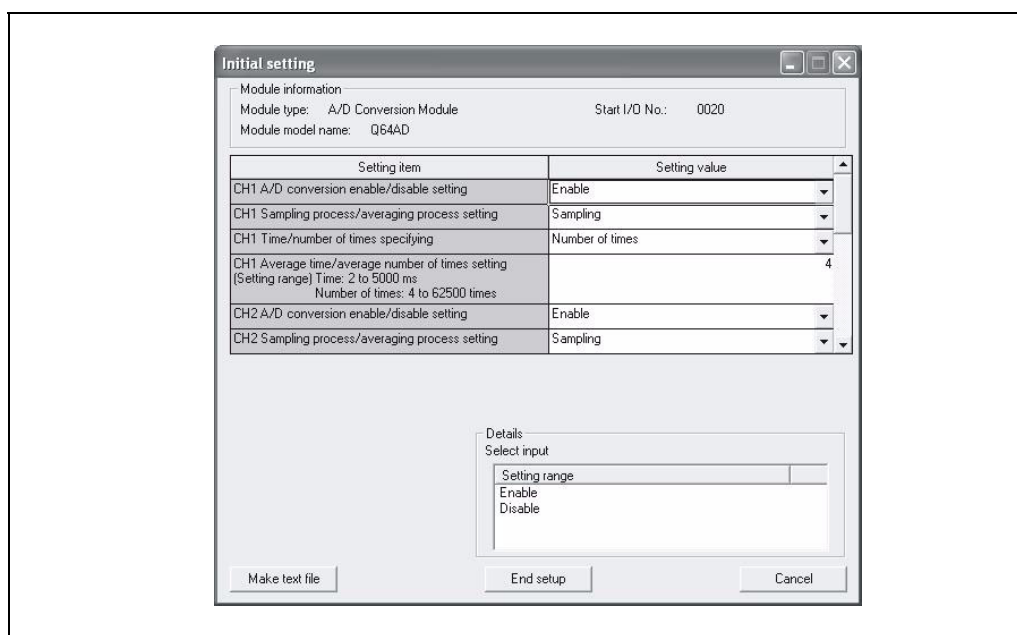 Initial setting
Module information
Module type: A/D Conversion Module Start I/O No.: 0020
Module model name: Q64AD
Setting item Setting value
CH1 A/D conversion enable/disable setting Enable
CH1 Sampling process/averaging process setting Sampling
CH1 Time/number of times specifying Number of times
CH1 Average time/average number of times setting 4
(Setting range) Time: 2 to 5000 ms
Number of times: 4 to 62500 times
CH2 A/D conversion enable/disable setting Enable
CH2 Sampling process/averaging process setting Sampling
Details
Select input
Setting range
Enable
Disable
Make text file End setup Cancel